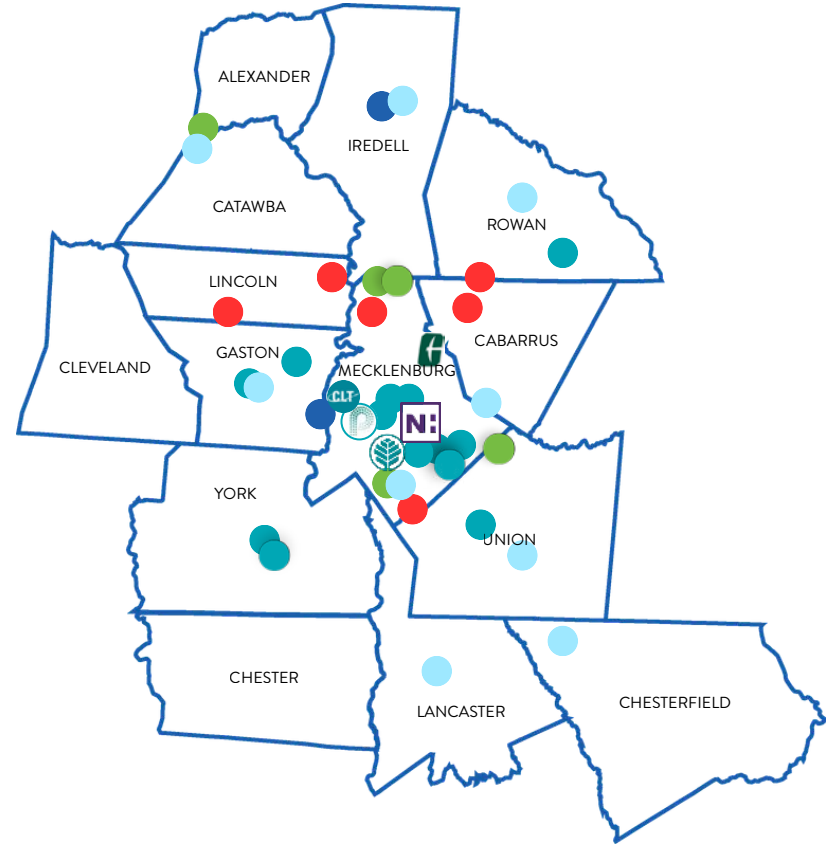 ALEXANDER
IREDELL
CATAWBA
ROWAN
LINCOLN
CABARRUS
GASTON
CLEVELAND
MECKLENBURG
CLT
p
N:
YORK
UNION
CHESTER
CHESTERFIELD
LANCASTER